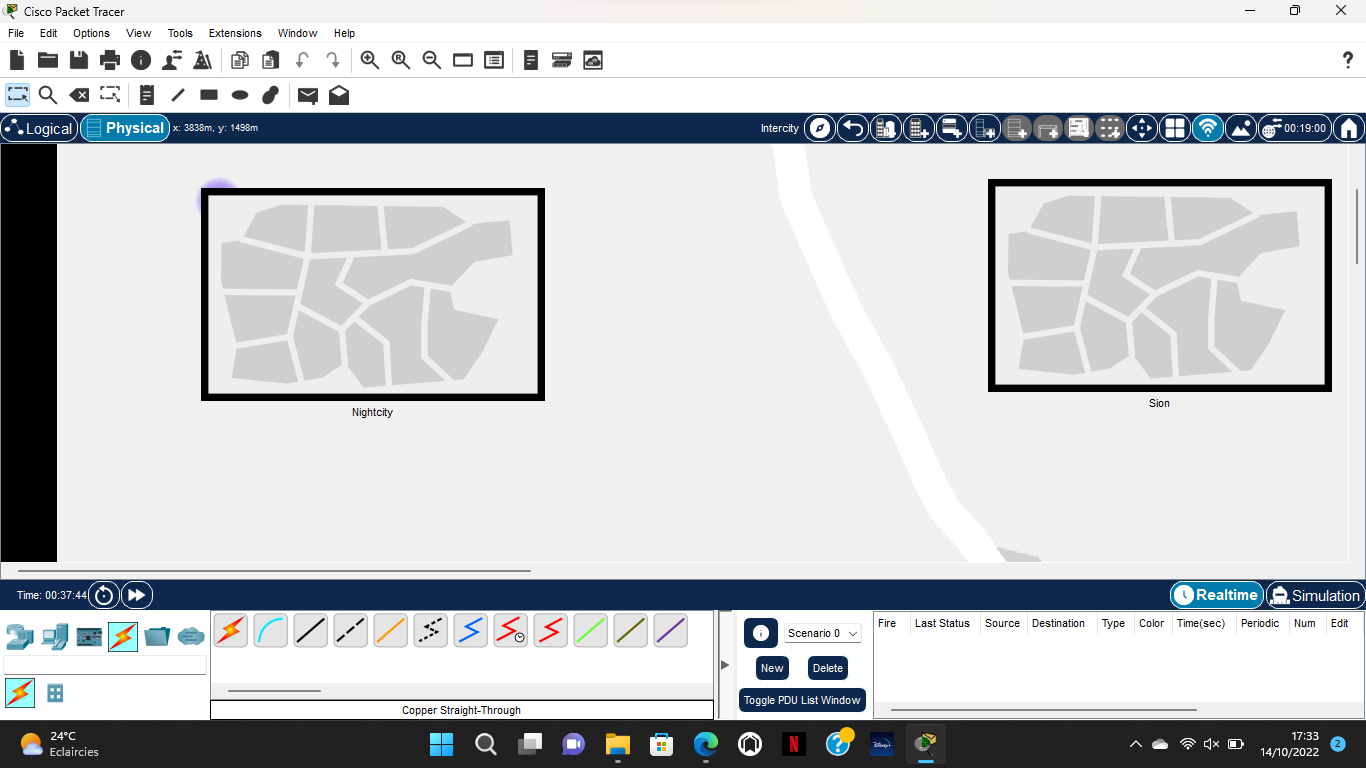 Cisco Packet Tracer
File Edit Options View Tools Extensions Window Help
Logical Physical x: 3838m, y: 1498m Intercity 00:19:00
Nightcity
Sion
Time: 00:37:44 Realtime Simulation
Scenario 0
New Delete
Toggle PDU List Window
Fire Last Status Source Destination Type Color Time(sec) Periodic Num Edit
Copper Straight-Through
24°C
Eclaircies
N
Disney+
17:33
14/10/2022
2